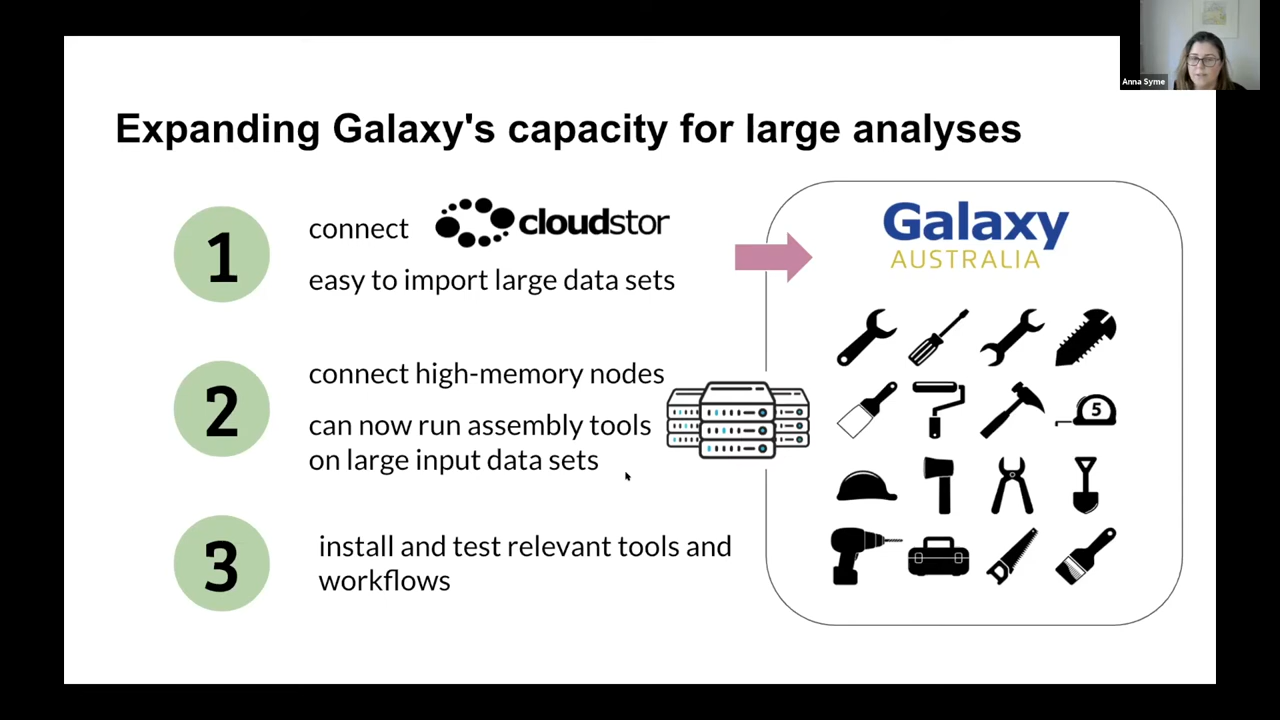 Anna Syme
Expanding Galaxy's capacity for large analyses
1
connect cloudstor
easy to import large data sets
2
connect high-memory nodes
can now run assembly tools
on large input data sets
3
install and test relevant tools and
workflows
Galaxy
AUSTRALIA
5